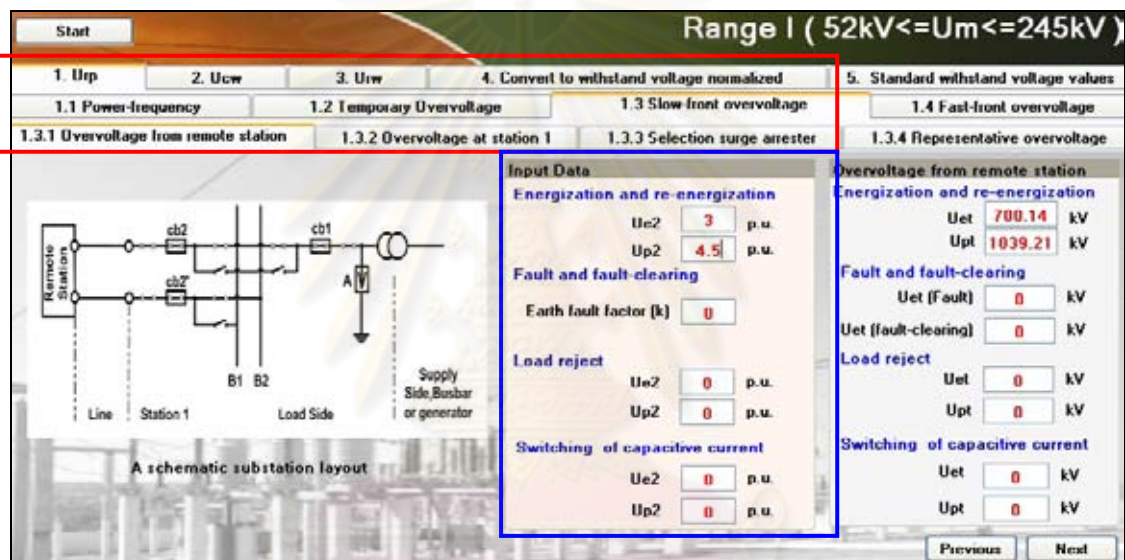 Start
Range I ( 52kV<=Um<=245kV )
1. Urp 2. Ucw 3. Urw 4. Convert to withstand voltage normalized 5. Standard withstand voltage values
1.1 Power-frequency 1.2 Temporary Overvoltage 1.3 Slow-front overvoltage 1.4 Fast-front overvoltage
1.3.1 Overvoltage from remote station 1.3.2 Overvoltage at station 1 1.3.3 Selection surge arrester 1.3.4 Representative overvoltage
Remote Station
cb2
cb2'
cb1
A
B1 B2
Line
Station 1
Load Side
Supply
Side,Busbar
or generator
A schematic substation layout
Input Data
Energization and re-energization
Ue2 3 p.u.
Up2 4.5 p.u.
Fault and fault-clearing
Earth fault factor (k) 0
Load reject
Ue2 0 p.u.
Up2 0 p.u.
Switching of capacitive current
Ue2 0 p.u.
Up2 0 p.u.
Overvoltage from remote station
Energization and re-energization
Uet 700.14 kV
Upt 1039.21 kV
Fault and fault-clearing
Uet (Fault) 0 kV
Uet (fault-clearing) 0 kV
Load reject
Uet 0 kV
Upt 0 kV
Switching of capacitive current
Uet 0 kV
Upt 0 kV
Previous Next